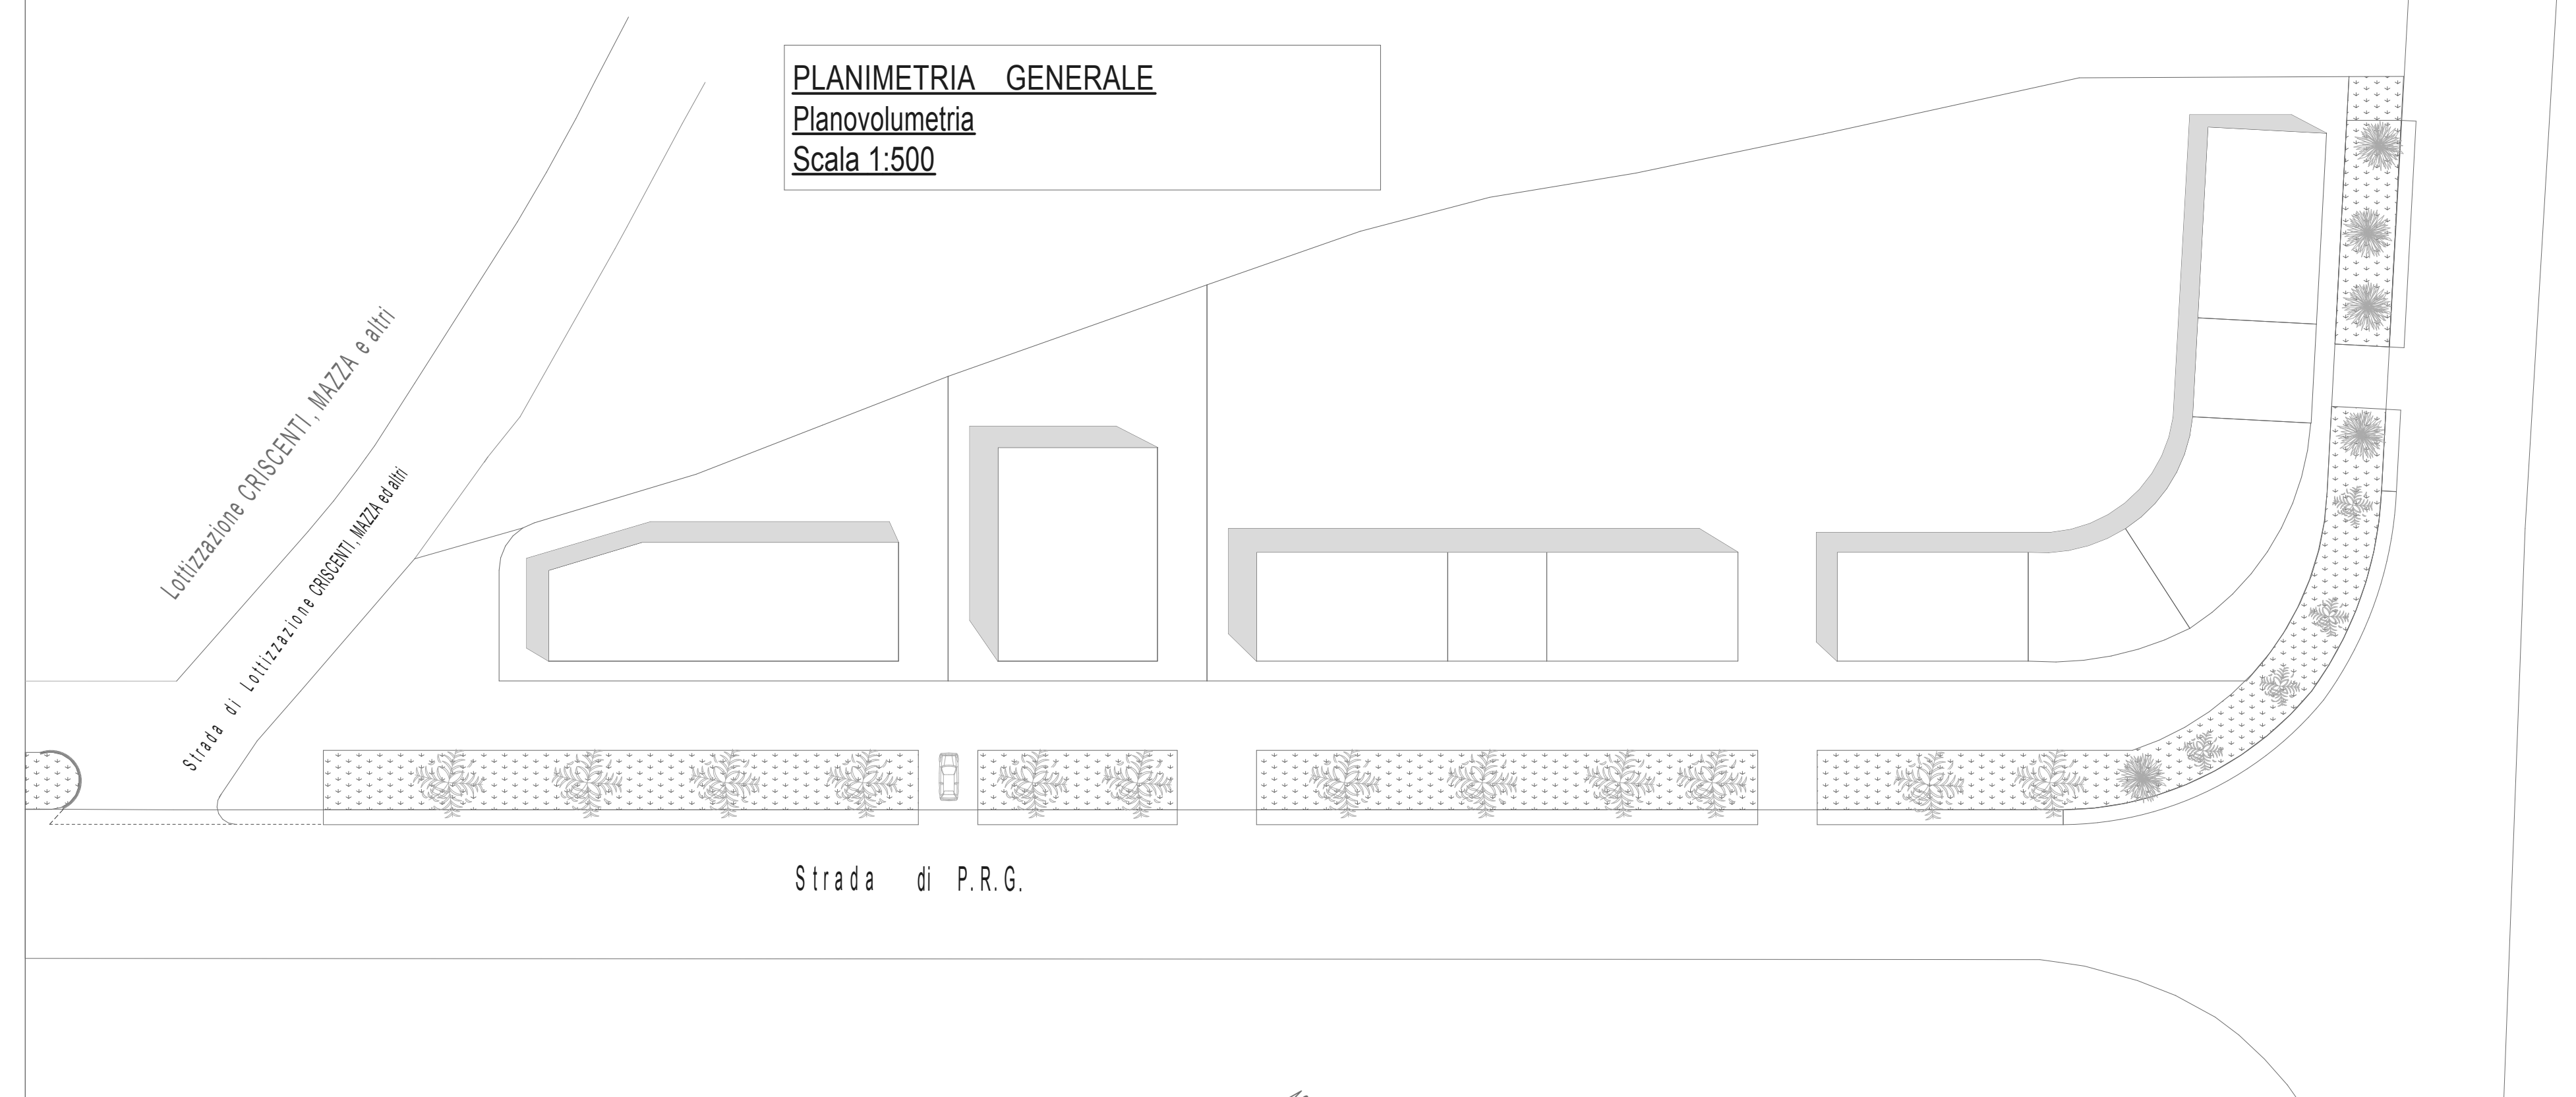 PLANIMETRIA GENERALE
Planovolumetria
Scala 1:500
Lottizzazione CRISCENTI, MAZZA e altri
Strada di Lottizzazione CRISCENTI, MAZZA ed altri
Strada di P.R.G.